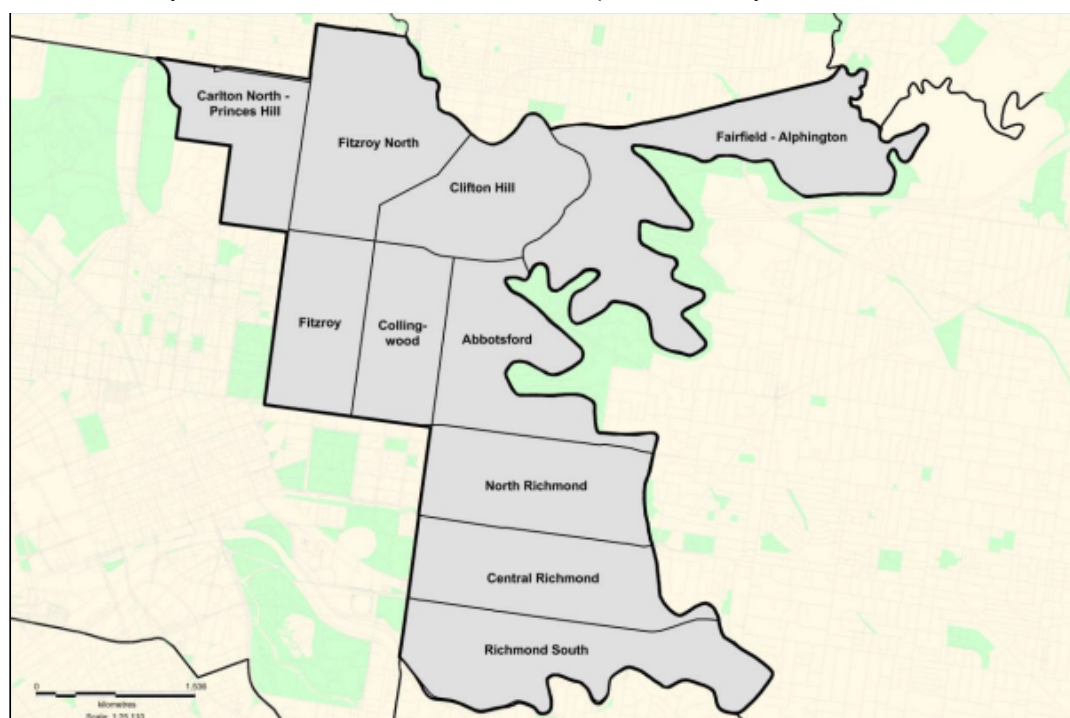 Carlton North -
Princes Hill
Fitzroy North
Fairfield - Alphington
Clifton Hill
Fitzroy
Colling-
wood
Abbotsford
North Richmond
Central Richmond
Richmond South
0
1,536
kilometres